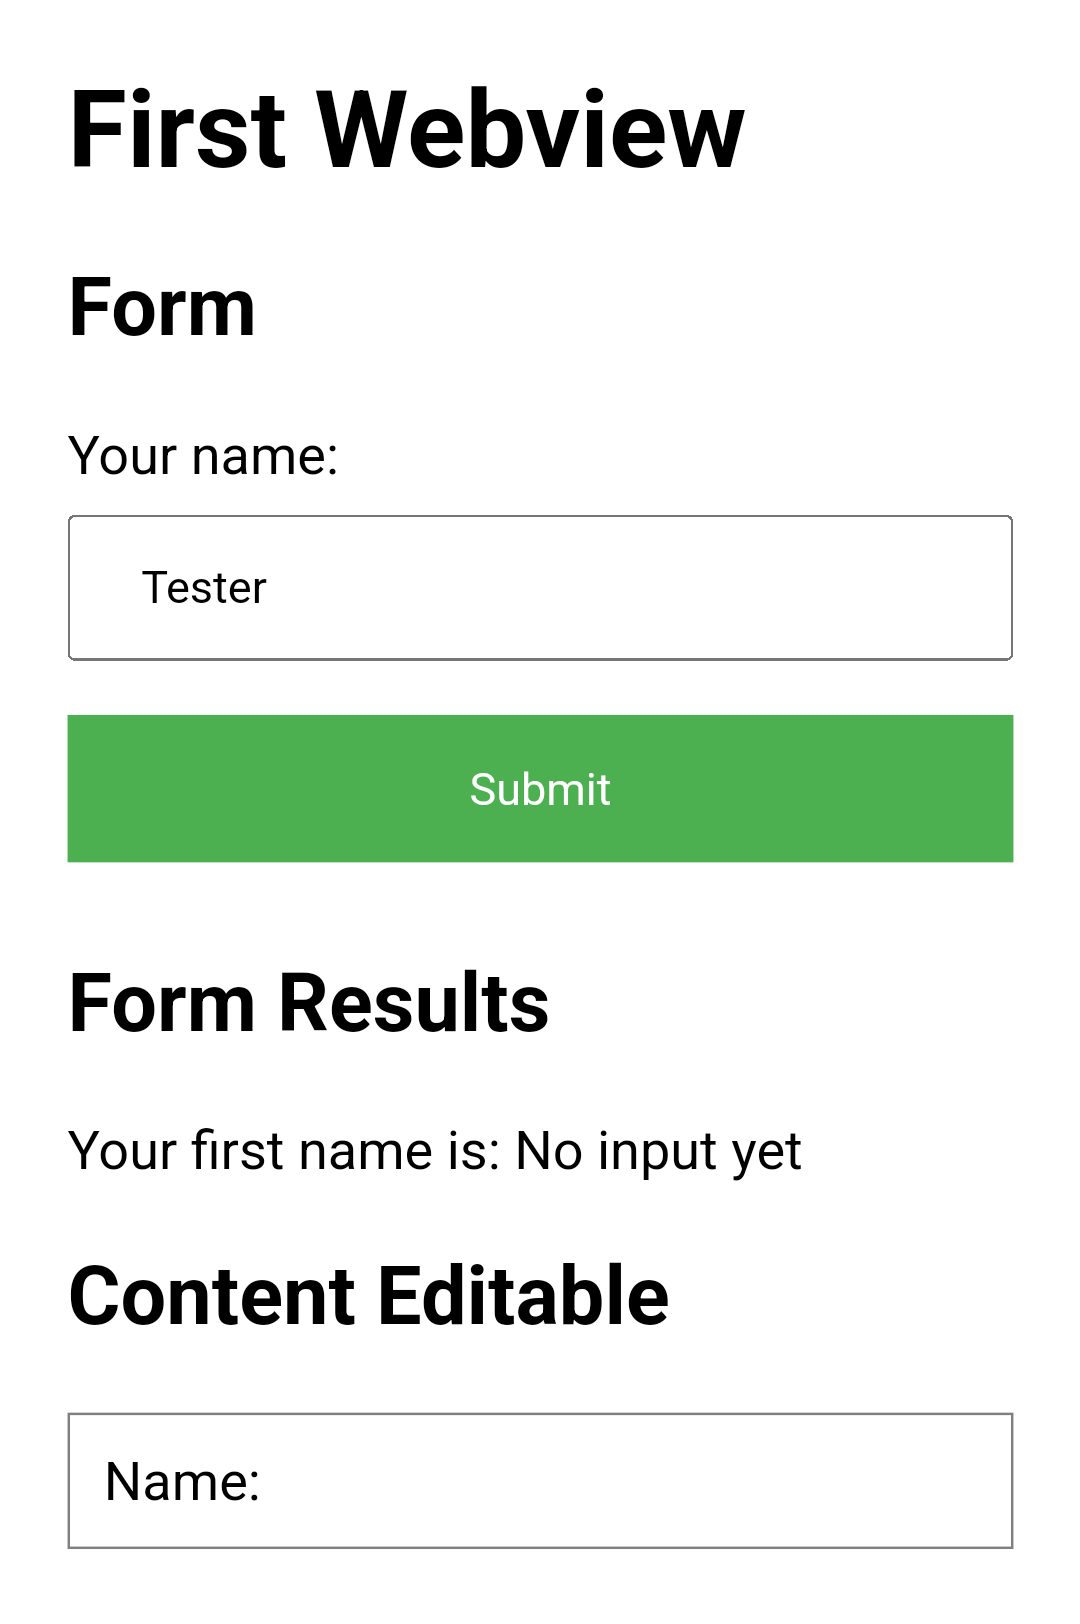 First Webview
Form
Your name:
Tester
Submit
Form Results
Your first name is: No input yet
Content Editable
Name: